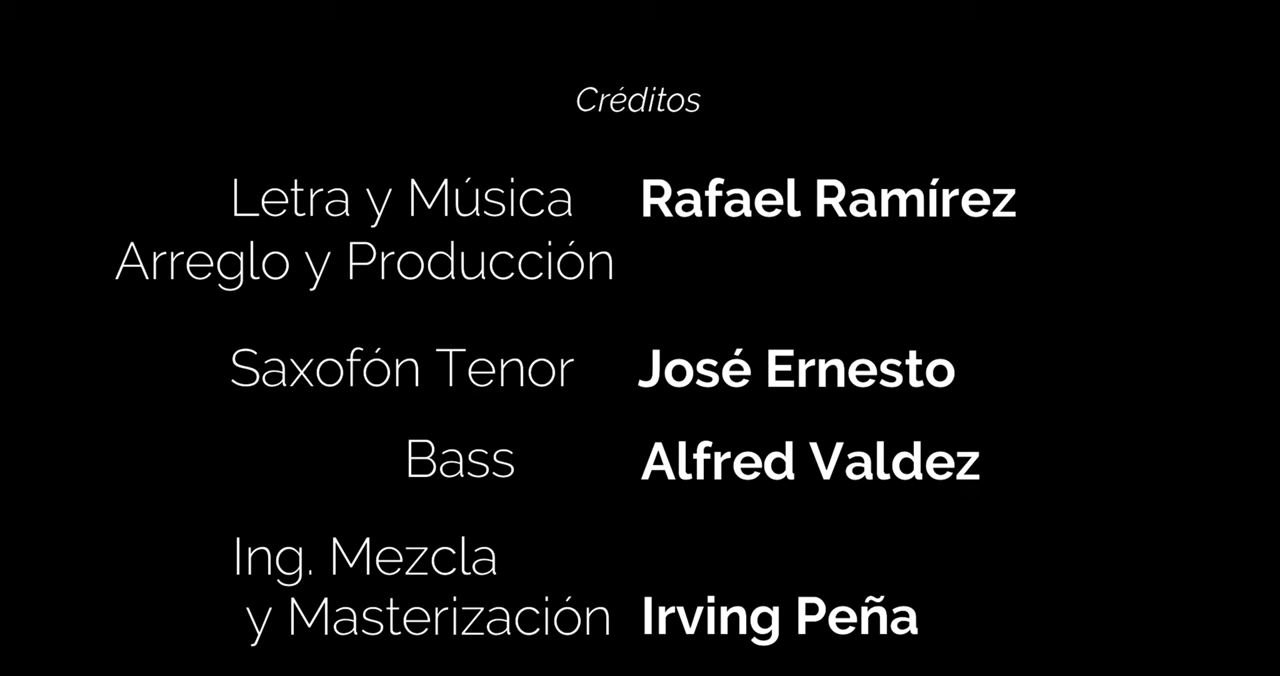 Créditos
Letra y Música Rafael Ramírez
Arreglo y Producción
Saxofón Tenor José Ernesto
Bass Alfred Valdez
Ing. Mezcla
y Masterización Irving Peña